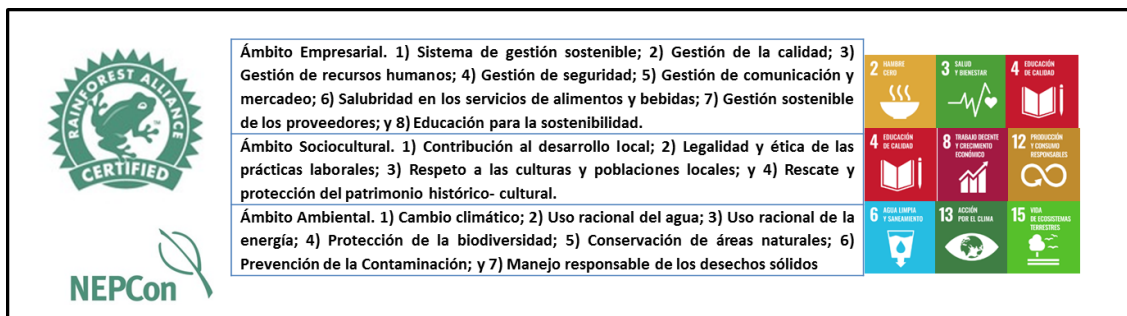 RAINFOREST ALLIANCE
CERTIFIED
NEPCon
Ámbito Empresarial. 1) Sistema de gestión sostenible; 2) Gestión de la calidad; 3)
Gestión de recursos humanos; 4) Gestión de seguridad; 5) Gestión de comunicación y
mercadeo; 6) Salubridad en los servicios de alimentos y bebidas; 7) Gestión sostenible
de los proveedores; y 8) Educación para la sostenibilidad.
2 HAMBRE
CERO
3 SALUD
Y BIENESTAR
4 EDUCACIÓN
DE CALIDAD
Ámbito Sociocultural. 1) Contribución al desarrollo local; 2) Legalidad y ética de las
prácticas laborales; 3) Respeto a las culturas y poblaciones locales; y 4) Rescate y
protección del patrimonio histórico- cultural.
4 EDUCACIÓN
DE CALIDAD
8 TRABAJO DECENTE
Y CRECIMIENTO
ECONÓMICO
12 PRODUCCIÓN
Y CONSUMO
RESPONSABLES
Ámbito Ambiental. 1) Cambio climático; 2) Uso racional del agua; 3) Uso racional de la
energía; 4) Protección de la biodiversidad; 5) Conservación de áreas naturales; 6)
Prevención de la Contaminación; y 7) Manejo responsable de los desechos sólidos
6 AGUA LIMPIA
Y SANEAMIENTO
13 ACCIÓN
POR EL CLIMA
15 VIDA
DE ECOSISTEMAS
TERRESTRES